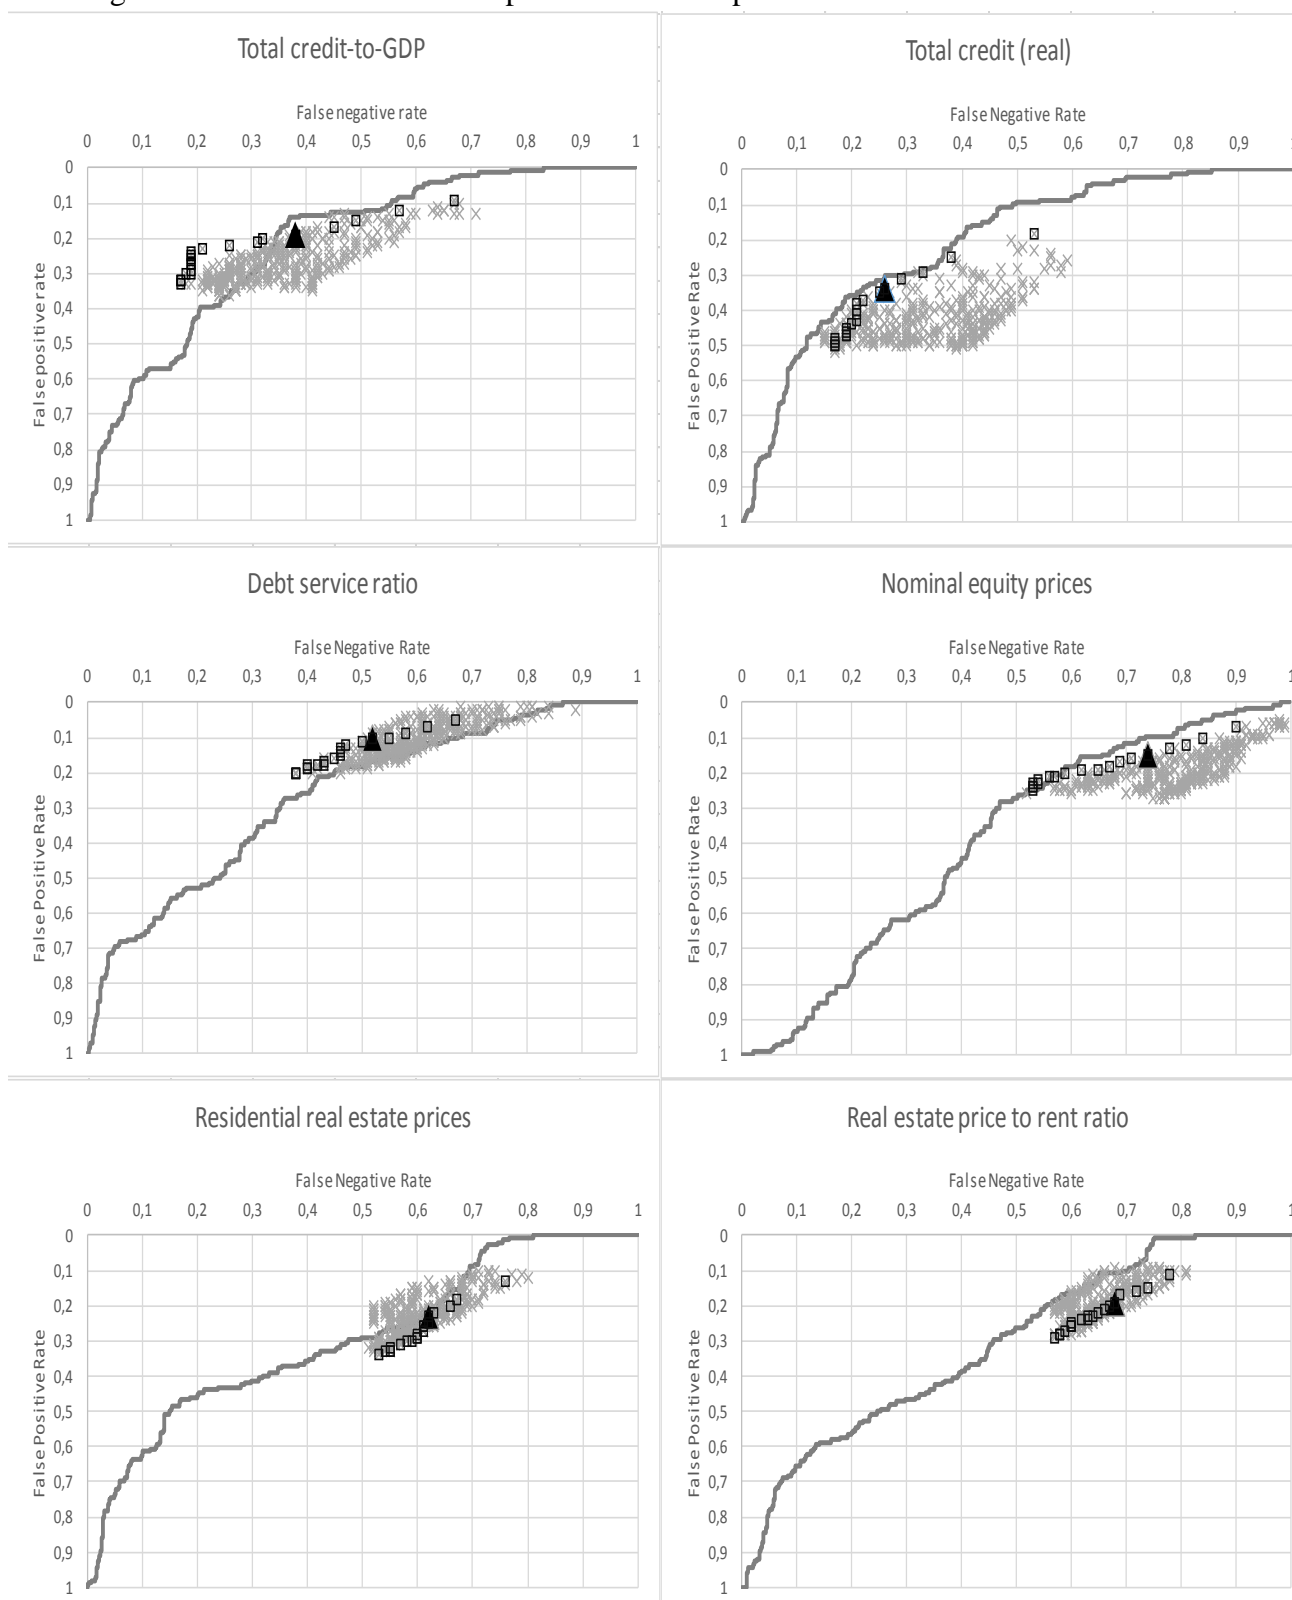 Total credit-to-GDP
False negative rate
0 0,1 0,2 0,3 0,4 0,5 0,6 0,7 0,8 0,9 1
0
0,1
0,2
0,3
0,4
0,5
0,6
0,7
0,8
0,9
1
False positive rate
Total credit (real)
False Negative Rate
0 0,1 0,2 0,3 0,4 0,5 0,6 0,7 0,8 0,9 1
0
0,1
0,2
0,3
0,4
0,5
0,6
0,7
0,8
0,9
1
False Positive Rate
Debt service ratio
False Negative Rate
0 0,1 0,2 0,3 0,4 0,5 0,6 0,7 0,8 0,9 1
0
0,1
0,2
0,3
0,4
0,5
0,6
0,7
0,8
0,9
1
False Positive Rate
Nominal equity prices
False Negative Rate
0 0,1 0,2 0,3 0,4 0,5 0,6 0,7 0,8 0,9 1
0
0,1
0,2
0,3
0,4
0,5
0,6
0,7
0,8
0,9
1
False Positive Rate
Residential real estate prices
False Negative Rate
0 0,1 0,2 0,3 0,4 0,5 0,6 0,7 0,8 0,9 1
0
0,1
0,2
0,3
0,4
0,5
0,6
0,7
0,8
0,9
1
False Positive Rate
Real estate price to rent ratio
False Negative Rate
0 0,1 0,2 0,3 0,4 0,5 0,6 0,7 0,8 0,9 1
0
0,1
0,2
0,3
0,4
0,5
0,6
0,7
0,8
0,9
1
False Positive Rate